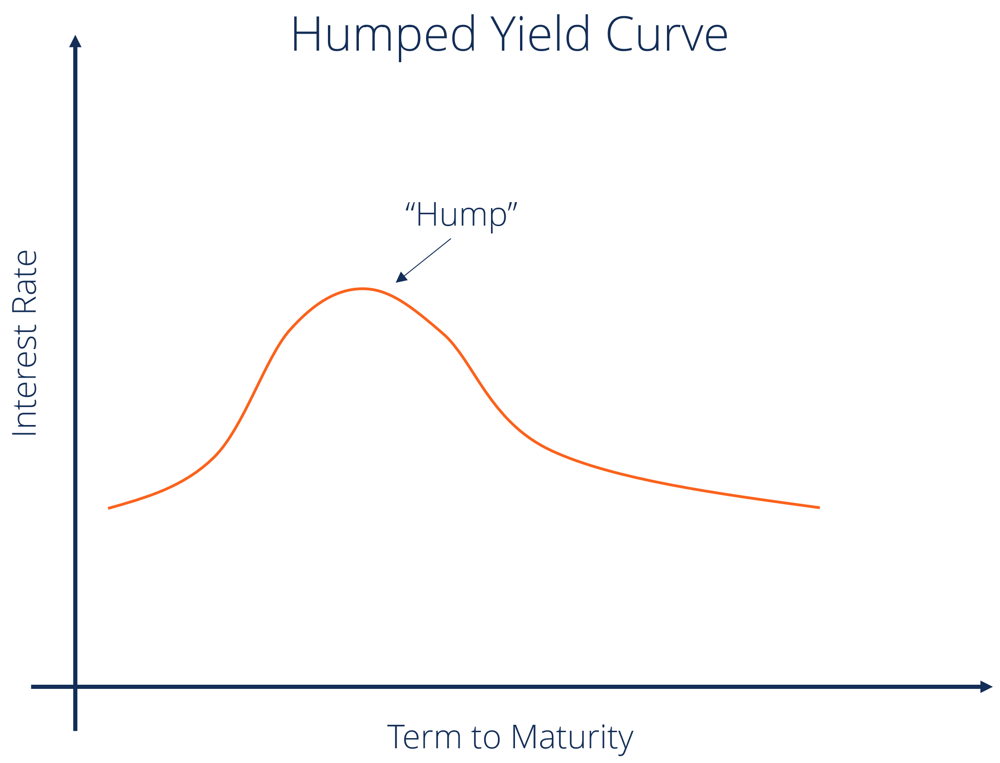 Humped Yield Curve
“Hump”
Interest Rate
Term to Maturity